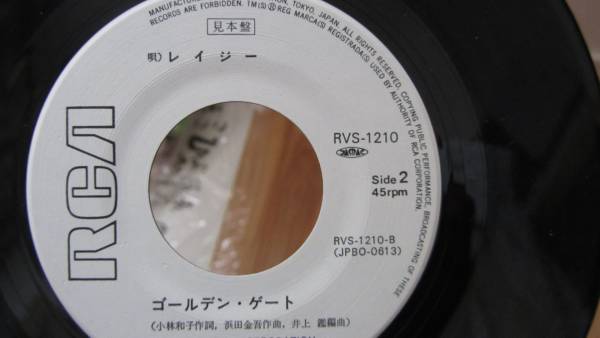 MANUFACTURED
TOKYO, JAPAN. ALL RIGHTS RESERVED. COPYING PUBLIC PERFORMANCE, BROADCASTING OF THESE
RECORDS ARE FORBIDDEN. TM(S)® REG MARCA(S) REGISTRADA(S) USED BY AUTHORITY OF RCA CORPORATION.
見本盤
唄)レイジー
RCA
RVS-1210
Side 2
45rpm
RVS-1210-B
(JPBO-0613)
ゴールデン・ゲート
(小林和子作詞, 浜田金吾作曲, 井上 鑑編曲)